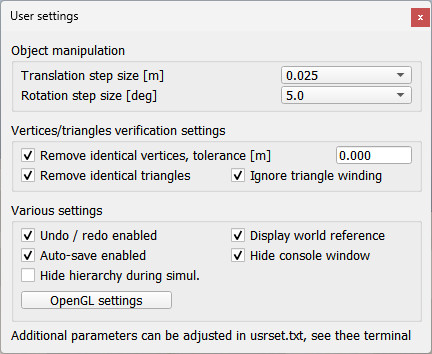 User settings
x
Object manipulation
Translation step size [m] 0.025
Rotation step size [deg] 5.0
Vertices/triangles verification settings
Remove identical vertices, tolerance [m] 0.000
Remove identical triangles Ignore triangle winding
Various settings
Undo / redo enabled Display world reference
Auto-save enabled Hide console window
Hide hierarchy during simul.
OpenGL settings
Additional parameters can be adjusted in usrset.txt, see thee terminal